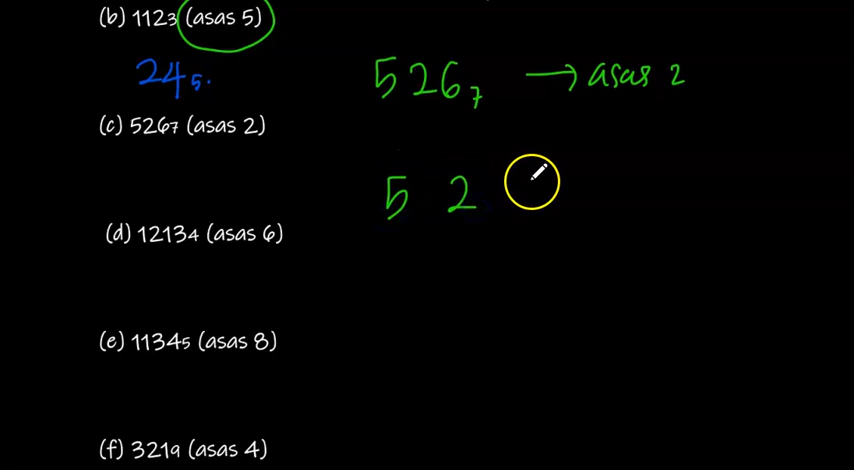 (b) 1123 (asas 5)
245.
5267 → asas 2
(c) 5267 (asas 2)
5 2
(d) 12134 (asas 6)
(e) 11345 (asas 8)
(f) 3219 (asas 4)